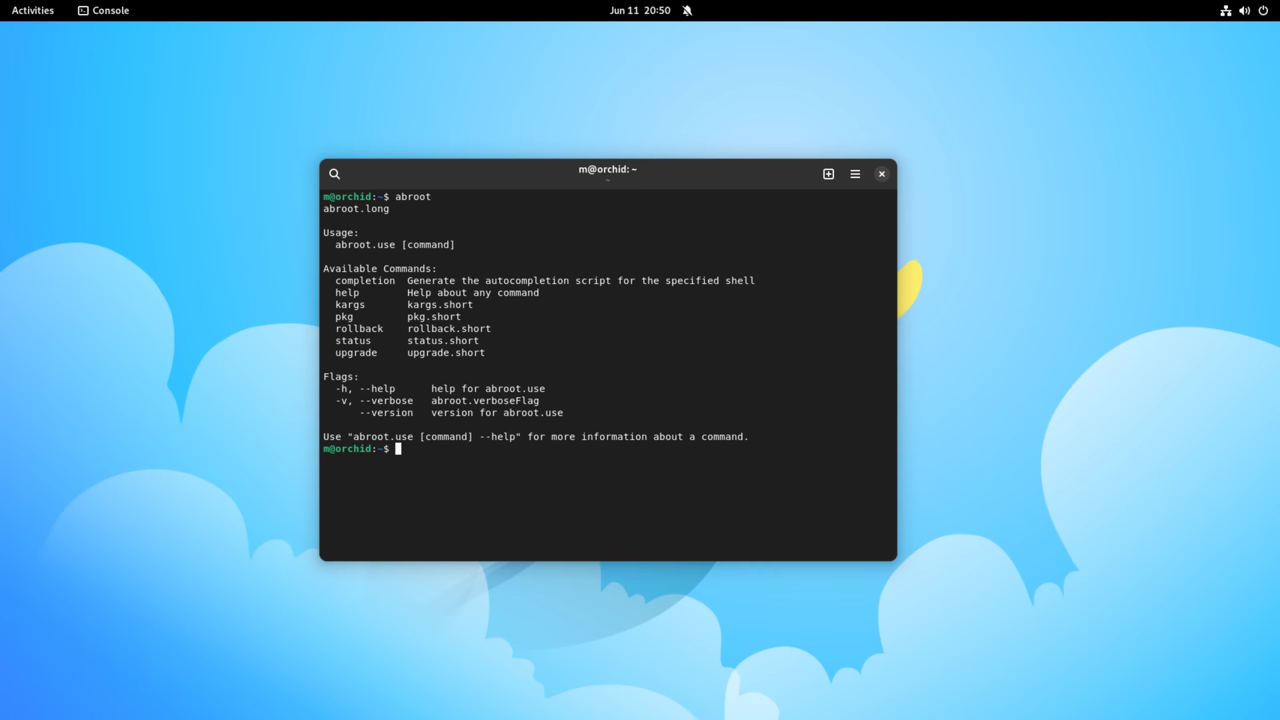 Activities Console Jun 11 20:50
m@orchid: ~
~
m@orchid:~$ abroot
abroot.long
Usage:
abroot.use [command]
Available Commands:
completion Generate the autocompletion script for the specified shell
help Help about any command
kargs kargs.short
pkg pkg.short
rollback rollback.short
status status.short
upgrade upgrade.short
Flags:
-h, --help help for abroot.use
-v, --verbose abroot.verboseFlag
--version version for abroot.use
Use "abroot.use [command] --help" for more information about a command.
m@orchid:~$